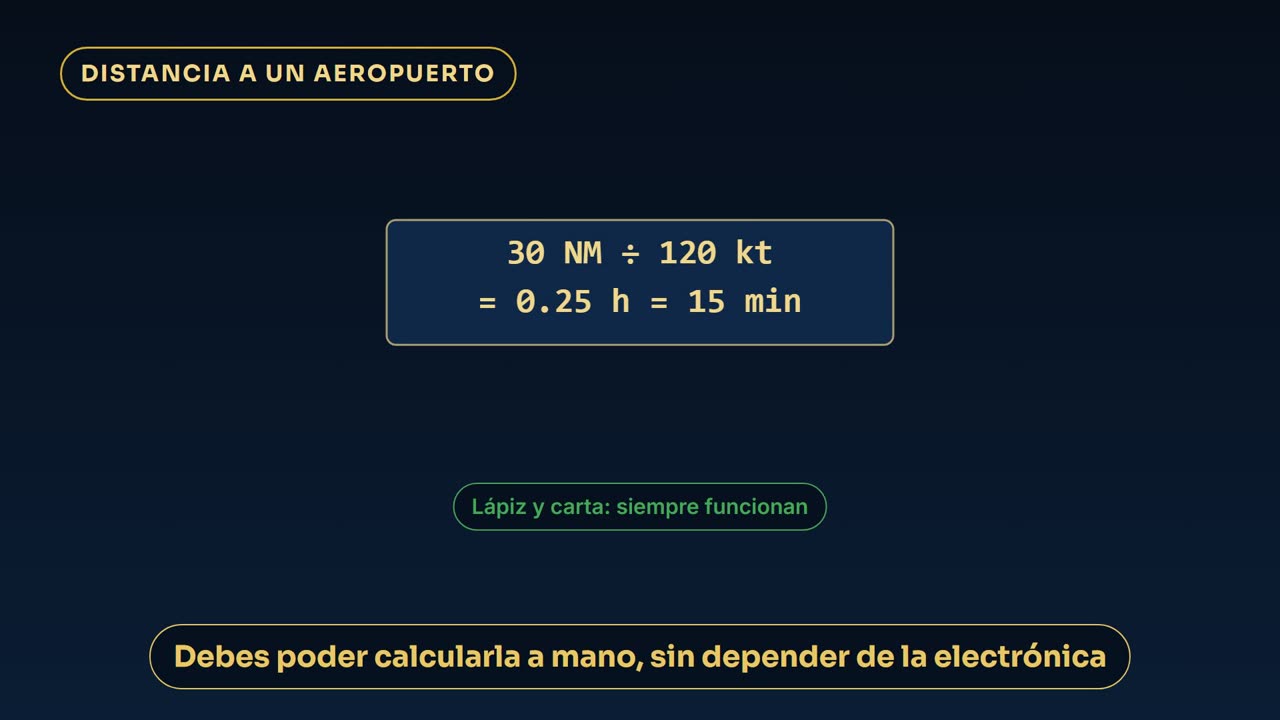 DISTANCIA A UN AEROPUERTO
30 NM ÷ 120 kt
= 0.25 h = 15 min
Lápiz y carta: siempre funcionan
Debes poder calcularla a mano, sin depender de la electrónica